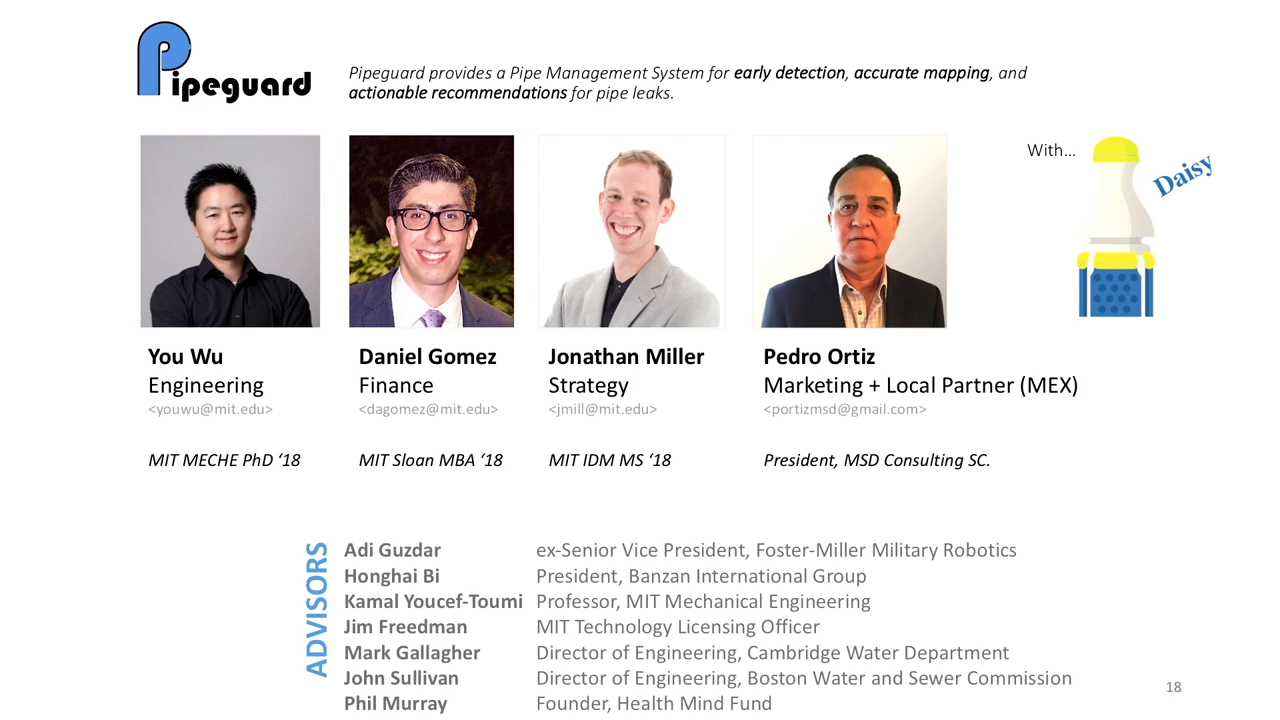 Pipeguard
Pipeguard provides a Pipe Management System for early detection, accurate mapping, and
actionable recommendations for pipe leaks.
With...
Daisy
You Wu
Engineering
<youwu@mit.edu>
MIT MECHE PhD ‘18
Daniel Gomez
Finance
<dagomez@mit.edu>
MIT Sloan MBA ‘18
Jonathan Miller
Strategy
<jmill@mit.edu>
MIT IDM MS ‘18
Pedro Ortiz
Marketing + Local Partner (MEX)
<portizmsd@gmail.com>
President, MSD Consulting SC.
ADVISORS
Adi Guzdar ex-Senior Vice President, Foster-Miller Military Robotics
Honghai Bi President, Banzan International Group
Kamal Youcef-Toumi Professor, MIT Mechanical Engineering
Jim Freedman MIT Technology Licensing Officer
Mark Gallagher Director of Engineering, Cambridge Water Department
John Sullivan Director of Engineering, Boston Water and Sewer Commission
Phil Murray Founder, Health Mind Fund
18